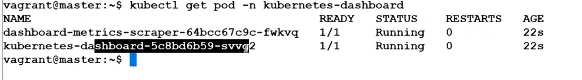 vagrant@master:~$ kubectl get pod -n kubernetes-dashboard
NAME READY STATUS RESTARTS AGE
dashboard-metrics-scraper-64bcc67c9c-fwkvq 1/1 Running 0 22s
kubernetes-dashboard-5c8bd6b59-svvq2 1/1 Running 0 22s
vagrant@master:~$